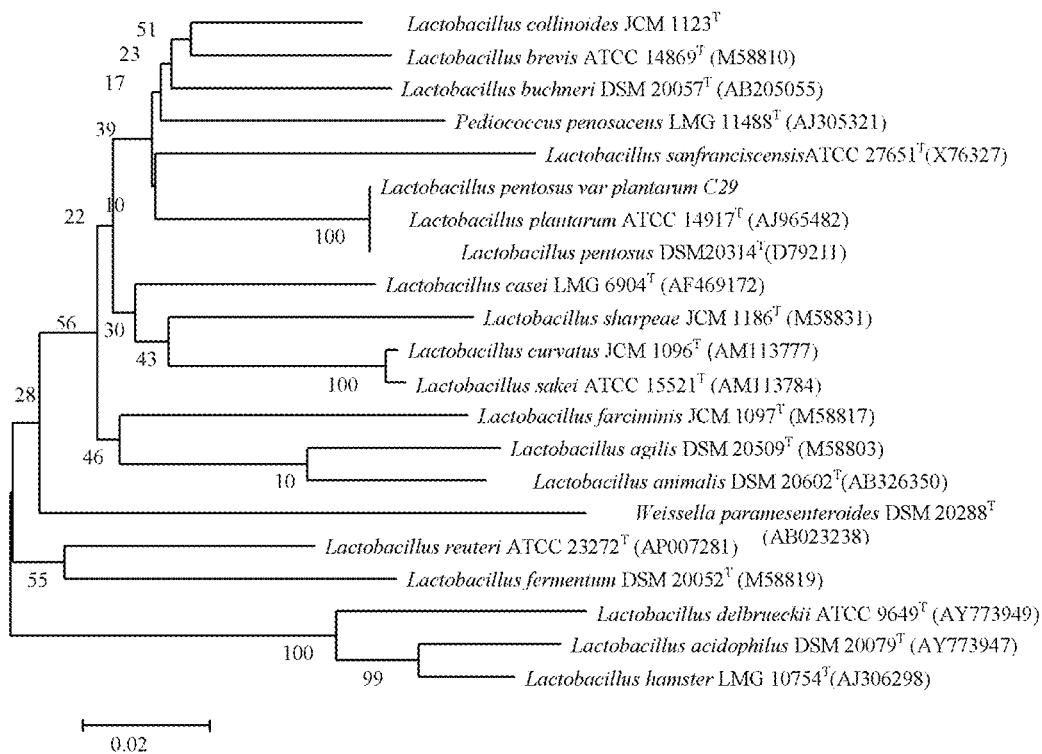 51
Lactobacillus collinoides JCM 1123T
23
Lactobacillus brevis ATCC 14869T (M58810)
17
Lactobacillus buchneri DSM 20057T (AB205055)
39
Pediococcus penosaceus LMG 11488T (AJ305321)
Lactobacillus sanfranciscensisATCC 27651T(X76327)
Lactobacillus pentosus var plantarum C29
22
10
Lactobacillus plantarum ATCC 14917T (AJ965482)
100
Lactobacillus pentosus DSM20314T(D79211)
Lactobacillus casei LMG 6904T (AF469172)
56
30
Lactobacillus sharpeae JCM 1186T (M58831)
43
Lactobacillus curvatus JCM 1096T (AM113777)
100
Lactobacillus sakei ATCC 15521T (AM113784)
28
Lactobacillus farciminis JCM 1097T (M58817)
46
Lactobacillus agilis DSM 20509T (M58803)
10
Lactobacillus animalis DSM 20602T(AB326350)
Weissella paramesenteroides DSM 20288T
(AB023238)
Lactobacillus reuteri ATCC 23272T (AP007281)
55
Lactobacillus fermentum DSM 20052T (M58819)
Lactobacillus delbrueckii ATCC 9649T (AY773949)
100
Lactobacillus acidophilus DSM 20079T (AY773947)
99
Lactobacillus hamster LMG 10754T(AJ306298)
0.02